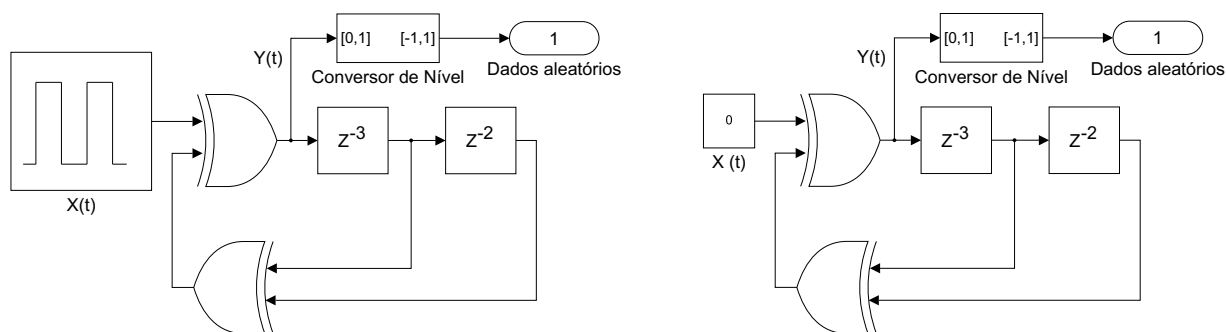 [0,1] [-1,1]
1
Y(t)
Conversor de Nível
Dados aleatórios
Z-3
Z-2
X(t)
[0,1] [-1,1]
1
Y(t)
Conversor de Nível
Dados aleatórios
0
Z-3
Z-2
X (t)